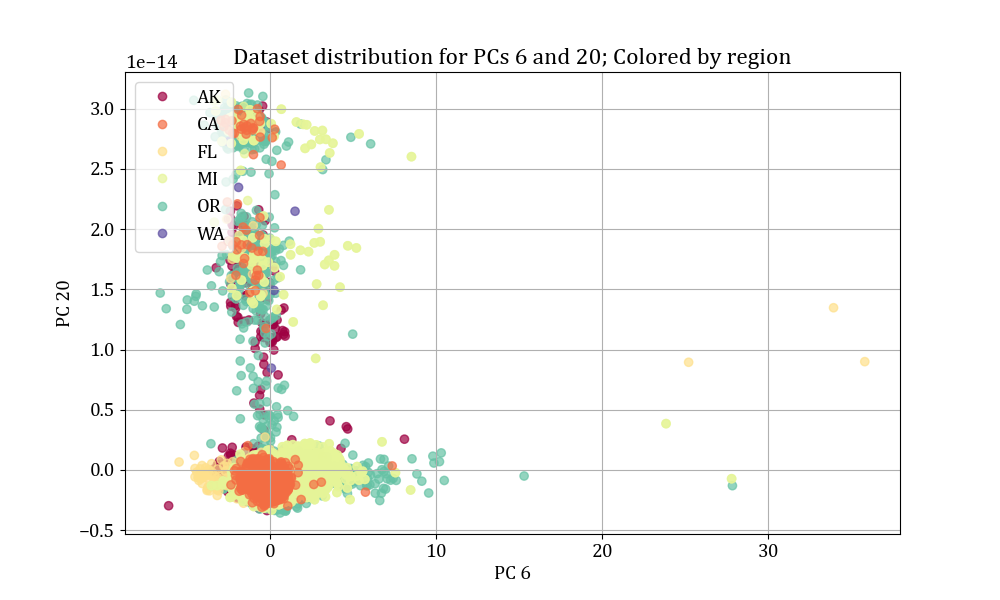 Dataset distribution for PCs 6 and 20; Colored by region
1e−14
AK
CA
FL
MI
OR
WA
3.0
2.5
2.0
1.5
1.0
0.5
0.0
−0.5
PC 20
0
10
20
30
PC 6